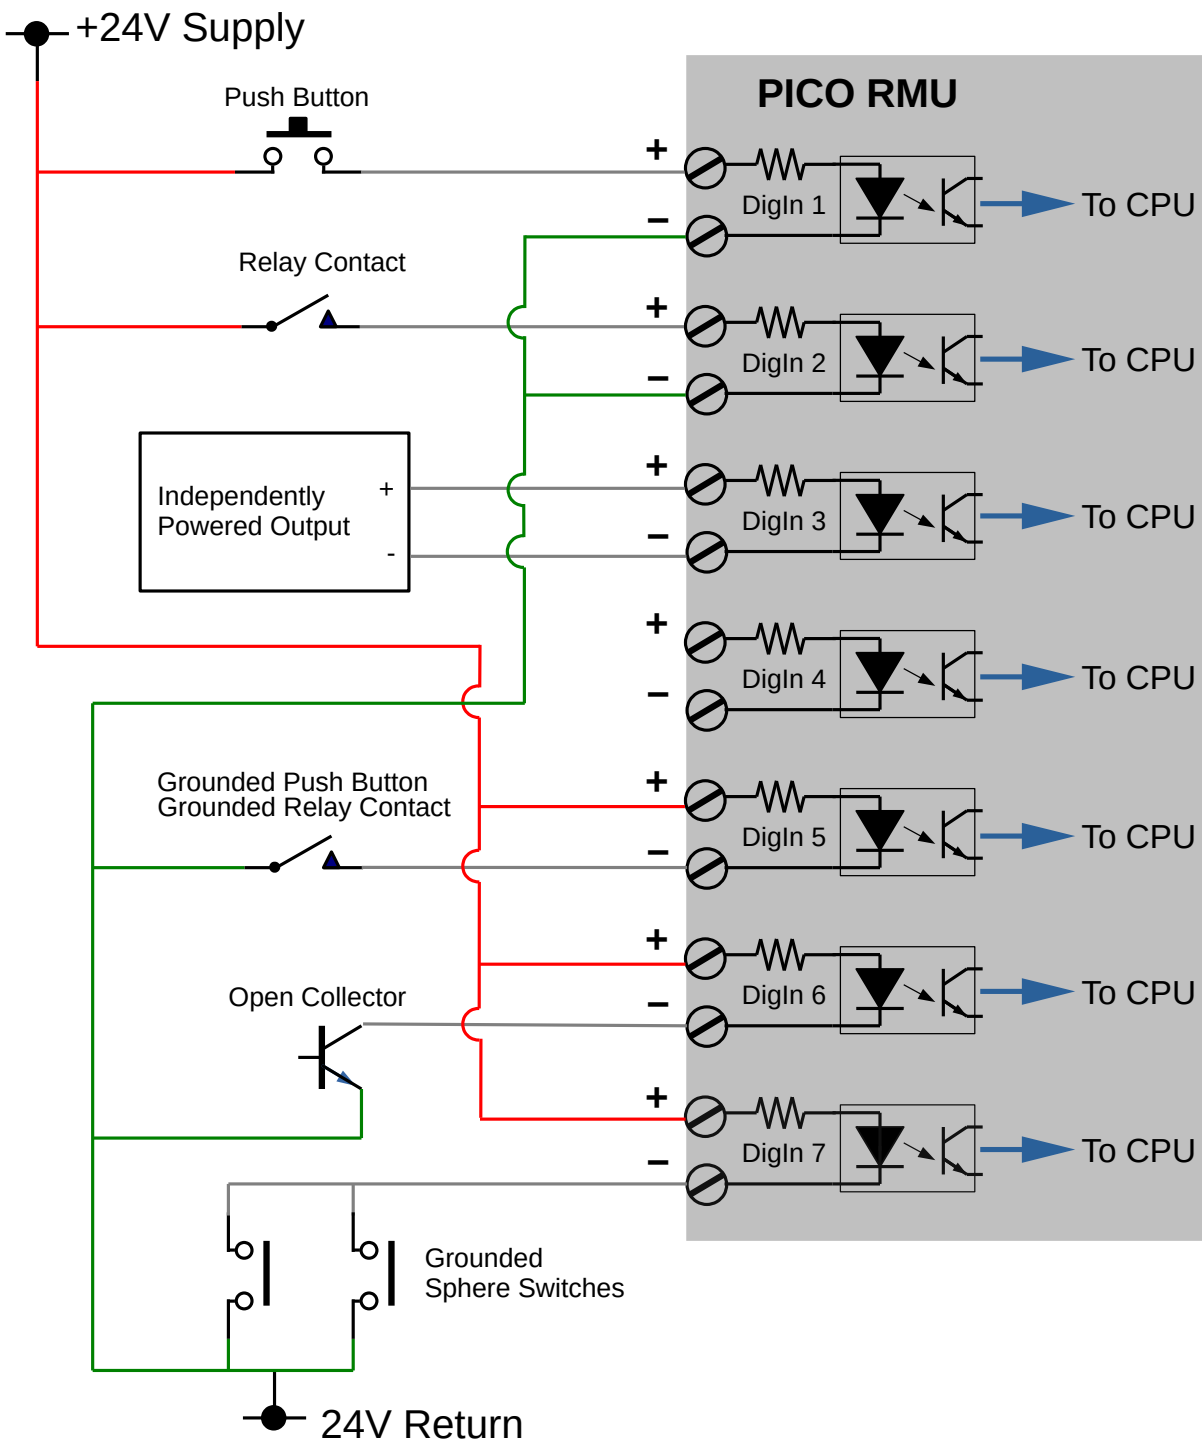 +24V Supply
Push Button
PICO RMU
+
DigIn 1
To CPU
–
Relay Contact
+
DigIn 2
To CPU
–
Independently
Powered Output
+
-
+
DigIn 3
To CPU
–
+
DigIn 4
To CPU
–
Grounded Push Button
Grounded Relay Contact
+
DigIn 5
To CPU
–
Open Collector
+
DigIn 6
To CPU
–
+
DigIn 7
To CPU
–
Grounded
Sphere Switches
24V Return